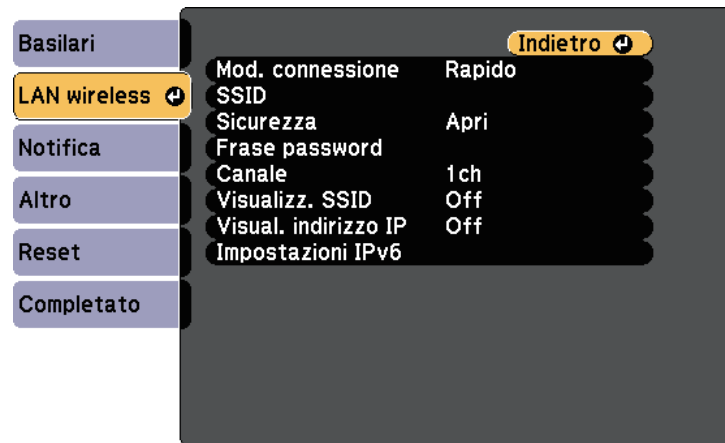 Basilari
LAN wireless
Notifica
Altro
Reset
Completato
Indietro
Mod. connessione Rapido
SSID
Sicurezza Apri
Frase password
Canale 1ch
Visualizz. SSID Off
Visual. indirizzo IP Off
Impostazioni IPv6